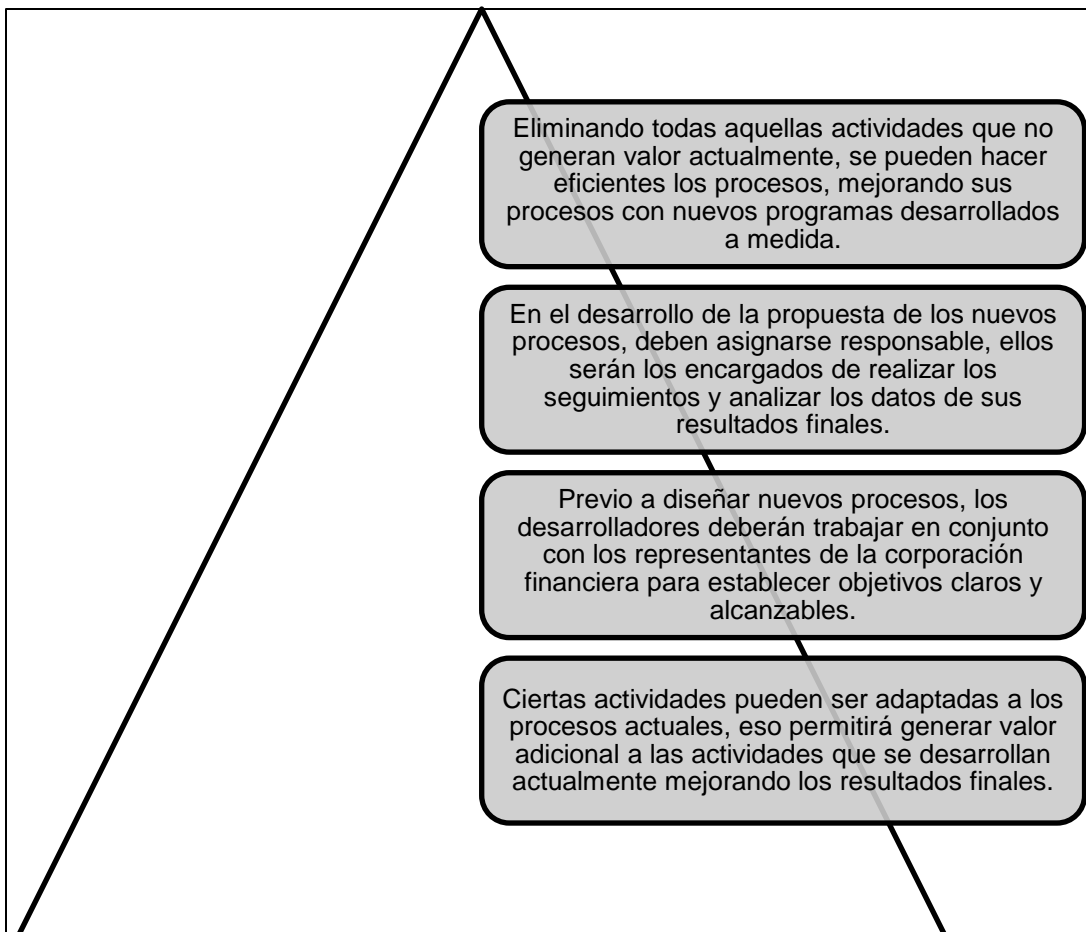 Eliminando todas aquellas actividades que no
generan valor actualmente, se pueden hacer
eficientes los procesos, mejorando sus
procesos con nuevos programas desarrollados
a medida.
En el desarrollo de la propuesta de los nuevos
procesos, deben asignarse responsable, ellos
serán los encargados de realizar los
seguimientos y analizar los datos de sus
resultados finales.
Previo a diseñar nuevos procesos, los
desarrolladores deberán trabajar en conjunto
con los representantes de la corporación
financiera para establecer objetivos claros y
alcanzables.
Ciertas actividades pueden ser adaptadas a los
procesos actuales, eso permitirá generar valor
adicional a las actividades que se desarrollan
actualmente mejorando los resultados finales.